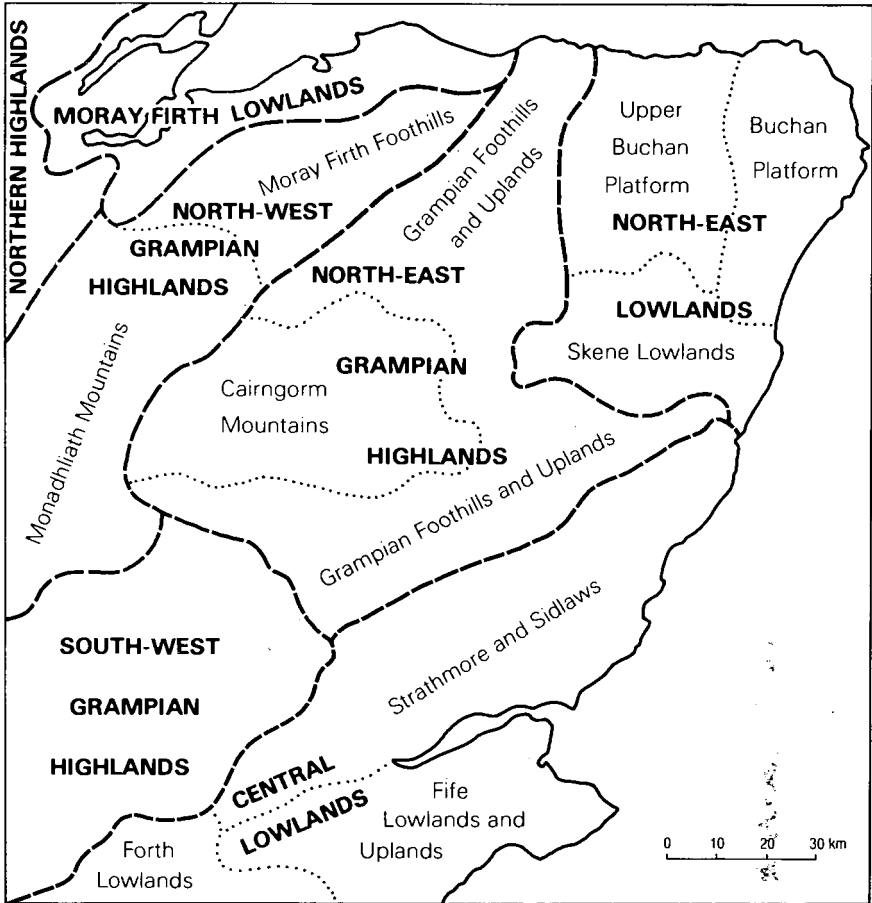 NORTHERN HIGHLANDS
MORAY FIRTH LOWLANDS
Moray Firth Foothills
Grampian Foothills
and Uplands
Upper
Buchan
Platform
Buchan
Platform
NORTH-WEST
GRAMPIAN
HIGHLANDS
NORTH-EAST
LOWLANDS
Skene Lowlands
NORTH-EAST
GRAMPIAN
HIGHLANDS
Cairngorm
Mountains
Monadhliath Mountains
Grampian Foothills and Uplands
Strathmore and Sidlaws
SOUTH-WEST
GRAMPIAN
HIGHLANDS
CENTRAL
LOWLANDS
Fife
Lowlands and
Uplands
Forth
Lowlands
0 10 20 30 km